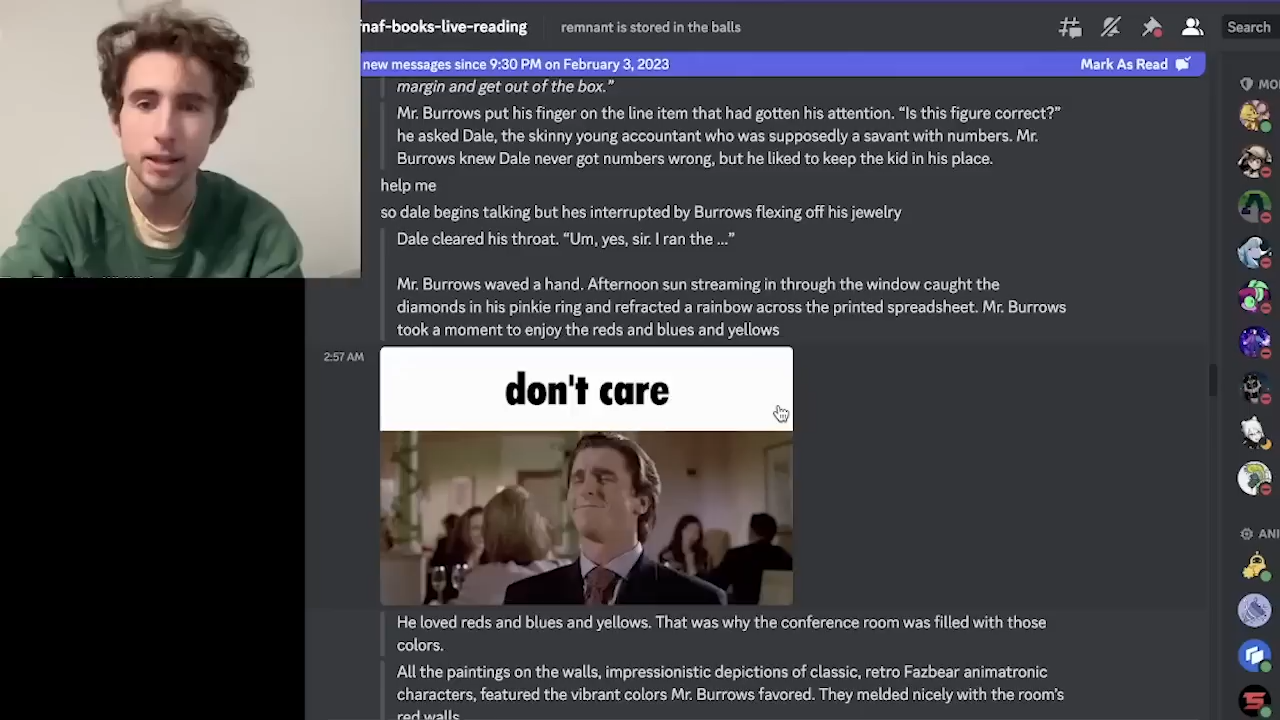 fnaf-books-live-reading
remnant is stored in the balls
Search
new messages since 9:30 PM on February 3, 2023
Mark As Read
margin and get out of the box.”
Mr. Burrows put his finger on the line item that had gotten his attention. “Is this figure correct?”
he asked Dale, the skinny young accountant who was supposedly a savant with numbers. Mr.
Burrows knew Dale never got numbers wrong, but he liked to keep the kid in his place.
help me
so dale begins talking but hes interrupted by Burrows flexing off his jewelry
Dale cleared his throat. “Um, yes, sir. I ran the ...”
Mr. Burrows waved a hand. Afternoon sun streaming in through the window caught the
diamonds in his pinkie ring and refracted a rainbow across the printed spreadsheet. Mr. Burrows
took a moment to enjoy the reds and blues and yellows
2:57 AM
don't care
He loved reds and blues and yellows. That was why the conference room was filled with those
colors.
All the paintings on the walls, impressionistic depictions of classic, retro Fazbear animatronic
characters, featured the vibrant colors Mr. Burrows favored. They melded nicely with the room’s
red walls
MO
ANI